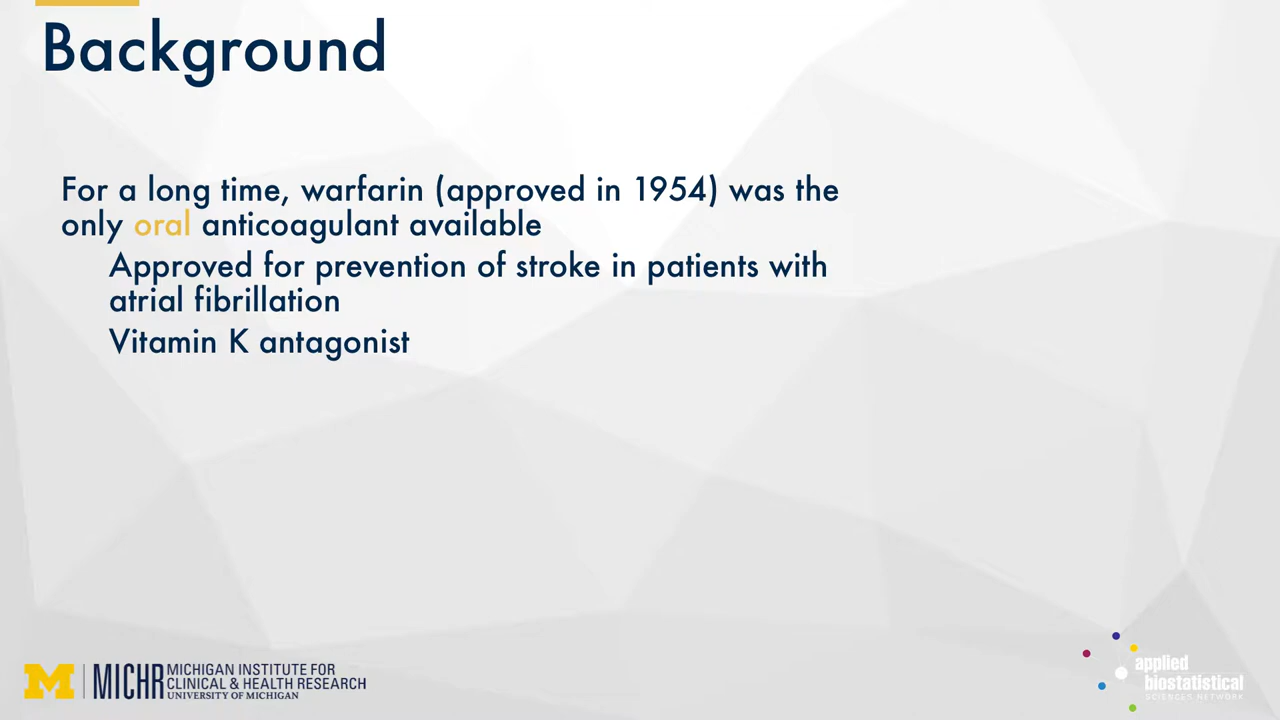 Background
For a long time, warfarin (approved in 1954) was the
only oral anticoagulant available
Approved for prevention of stroke in patients with
atrial fibrillation
Vitamin K antagonist
M MICHR MICHIGAN INSTITUTE FOR
CLINICAL & HEALTH RESEARCH
UNIVERSITY OF MICHIGAN
applied
biostatistical
SCIENCES NETWORK